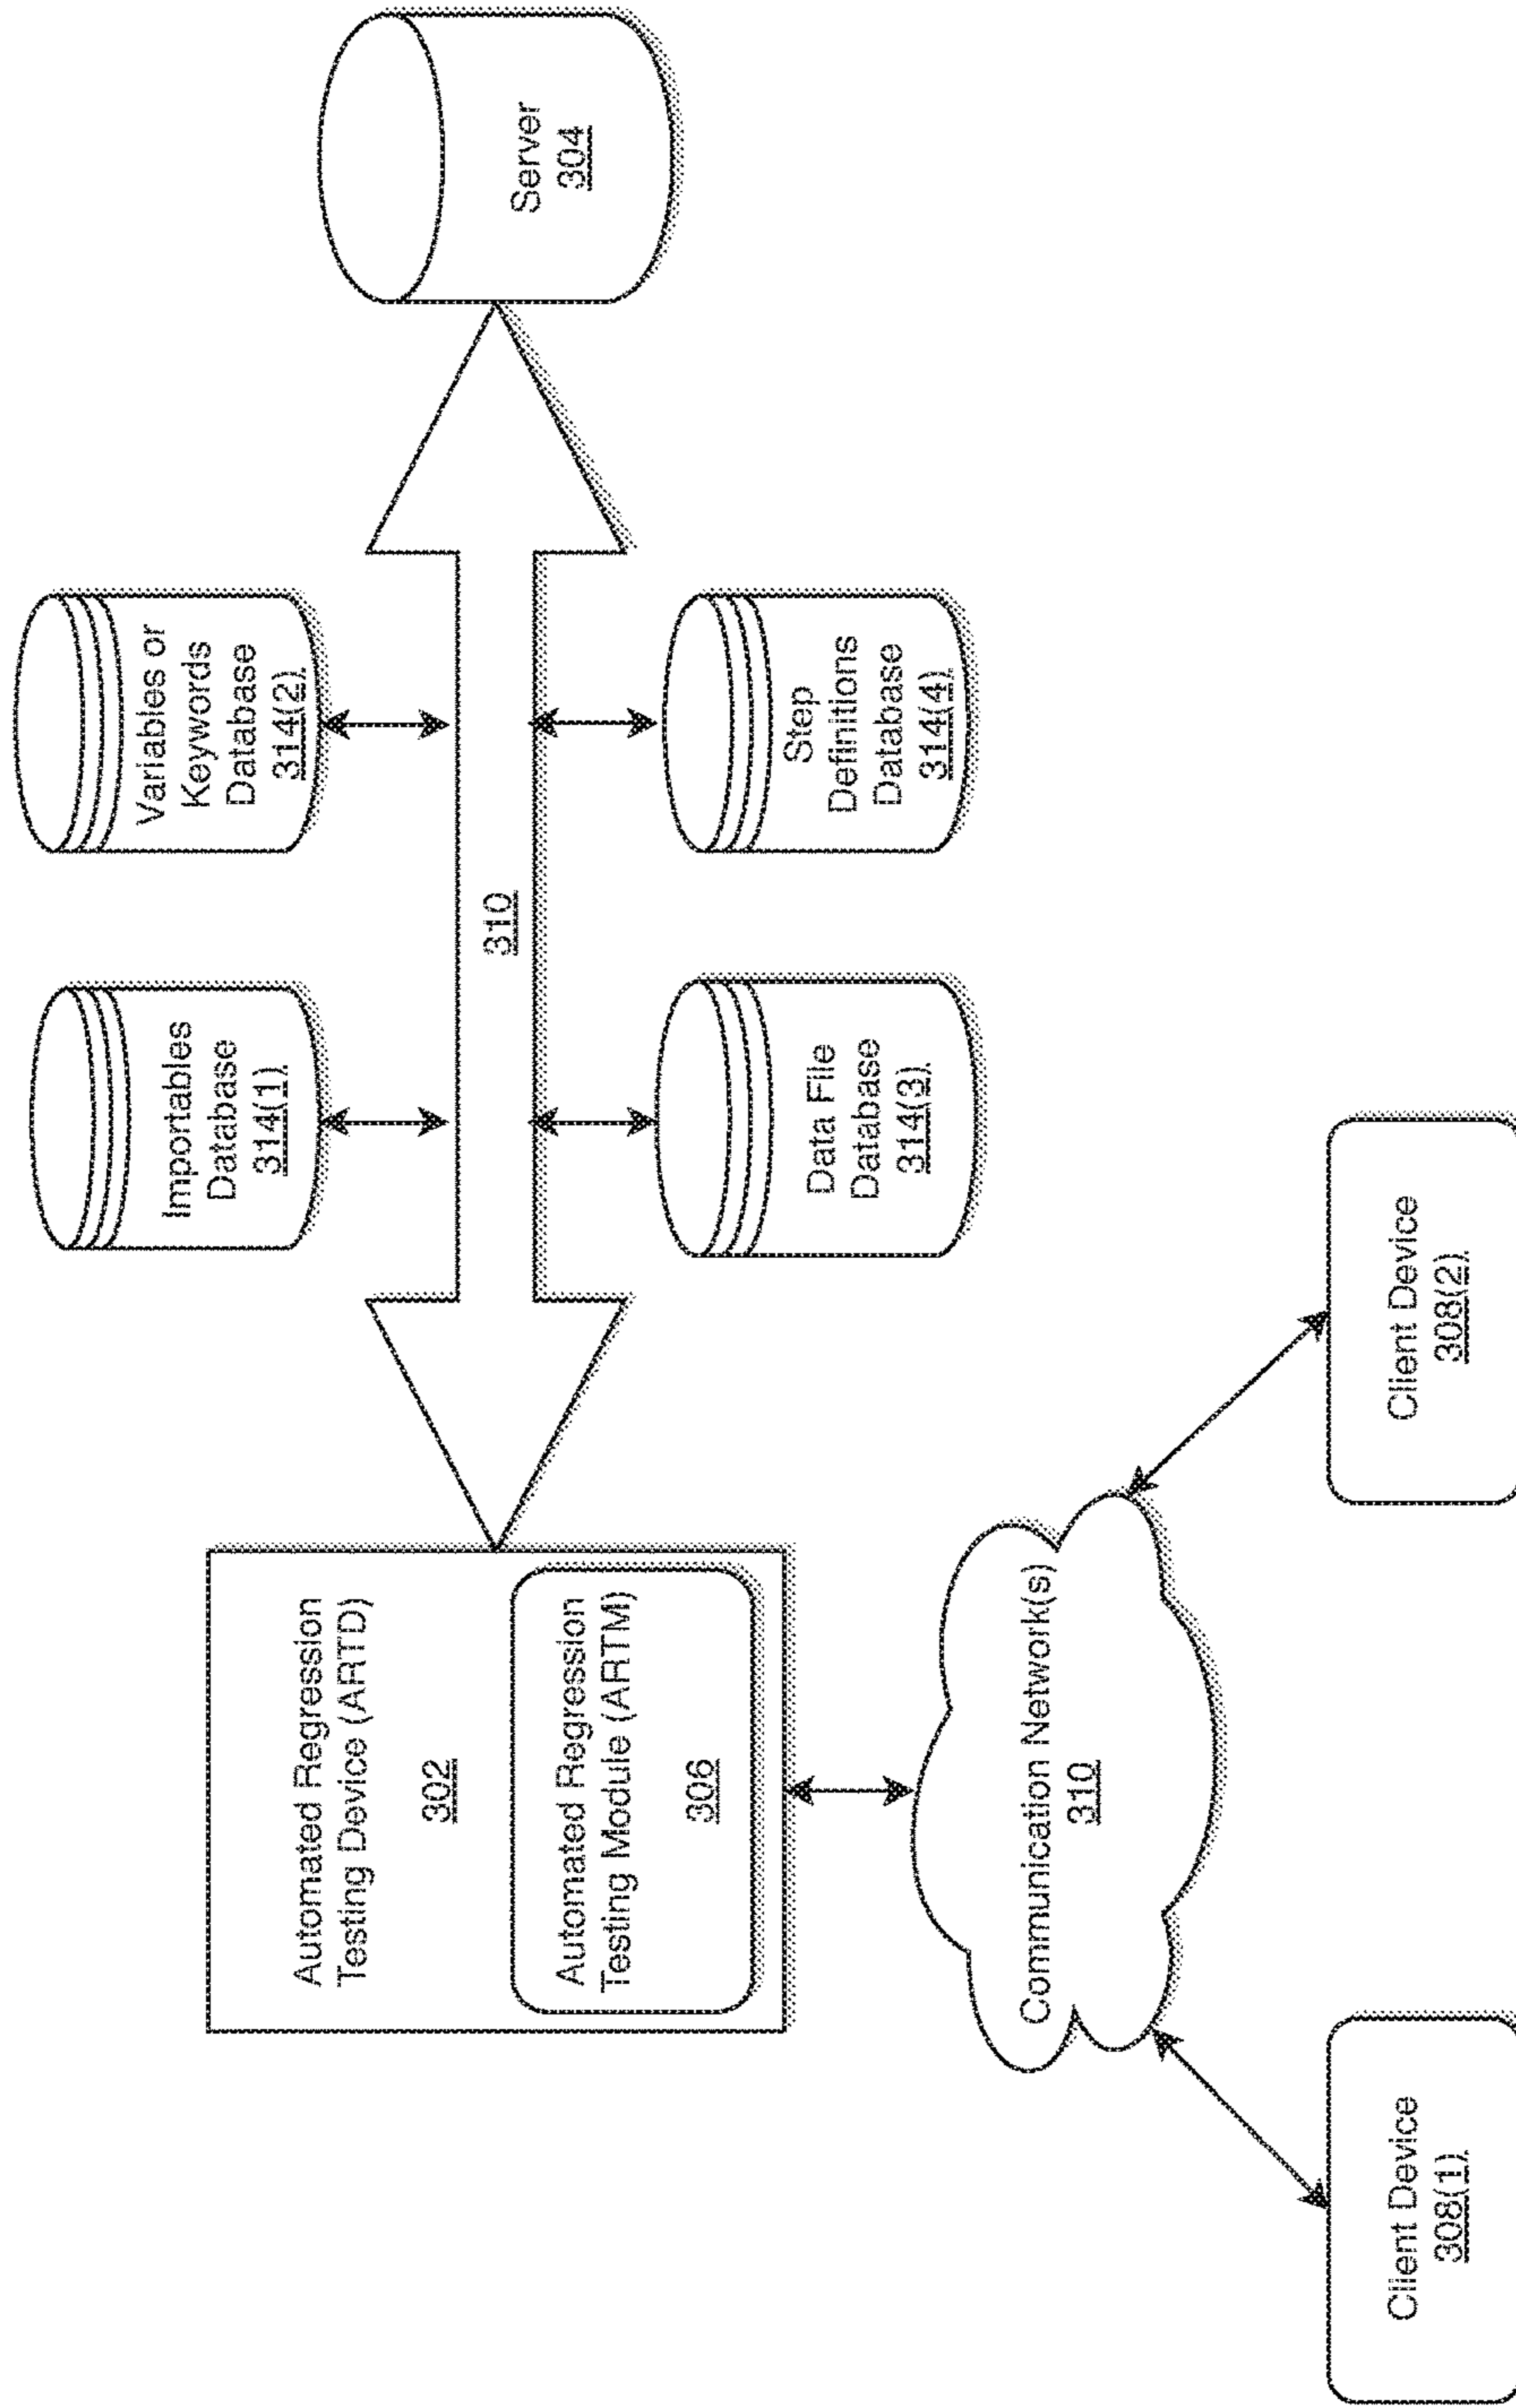 Importables
Database
314(1)
Variables or
Keywords
Database
314(2)
Automated Regression
Testing Device (ARTD)
302
Automated Regression
Testing Module (ARTM)
306
310
Server
304
Data File
Database
314(3)
Step
Definitions
Database
314(4)
Communication Network(s)
310
Client Device
308(1)
Client Device
308(2)